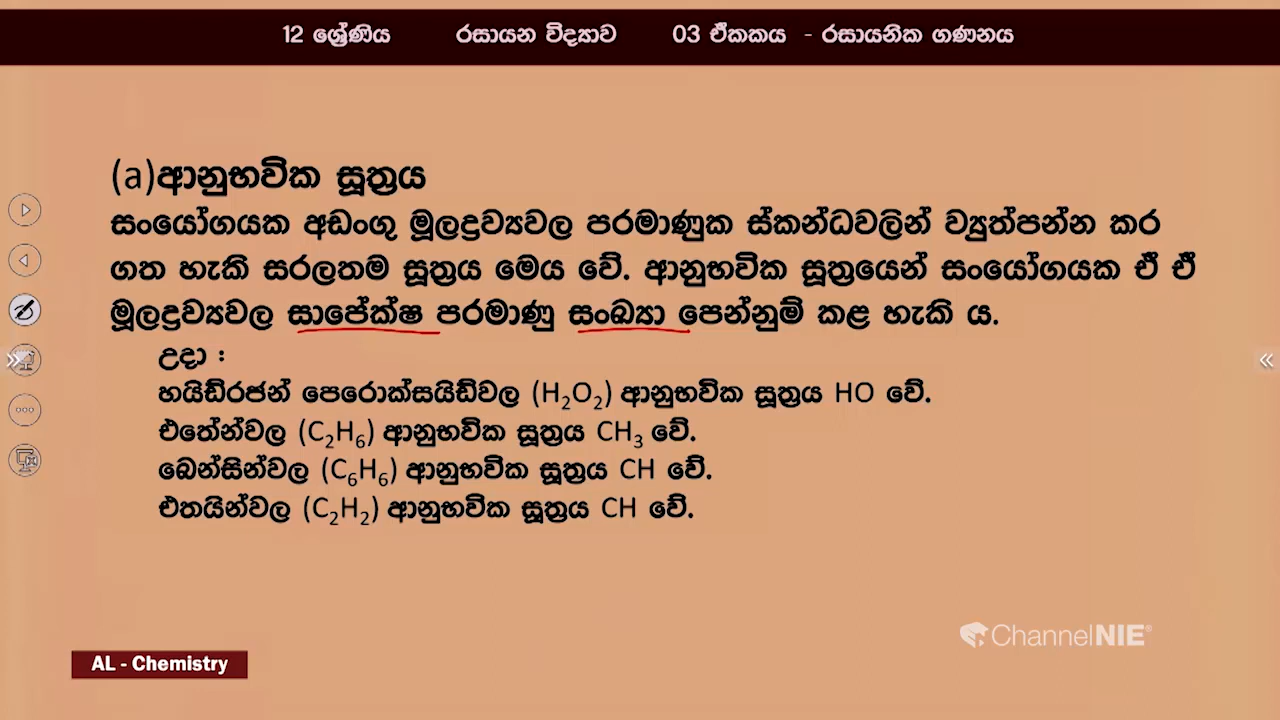 12 ශ්‍රේණිය රසායන විද්‍යාව 03 ඒකකය - රසායනික ගණනය
(a)ආනුභවික සූත්‍රය
සංයෝගයක අඩංගු මූලද්‍රව්‍යවල පරමාණුක ස්කන්ධවලින් ව්‍යුත්පන්න කර
ගත හැකි සරලතම සූත්‍රය මෙය වේ. ආනුභවික සූත්‍රයෙන් සංයෝගයක ඒ ඒ
මූලද්‍රව්‍යවල සාපේක්ෂ පරමාණු සංඛ්‍යා පෙන්නුම් කළ හැකි ය.
උදා :
හයිඩ්රජන් පෙරොක්සයිඩ්වල (H₂O₂) ආනුභවික සූත්‍රය HO වේ.
එතේන්වල (C₂H₆) ආනුභවික සූත්‍රය CH₃ වේ.
බෙන්සින්වල (C₆H₆) ආනුභවික සූත්‍රය CH වේ.
එතයින්වල (C₂H₂) ආනුභවික සූත්‍රය CH වේ.
ChannelNIE®
AL - Chemistry